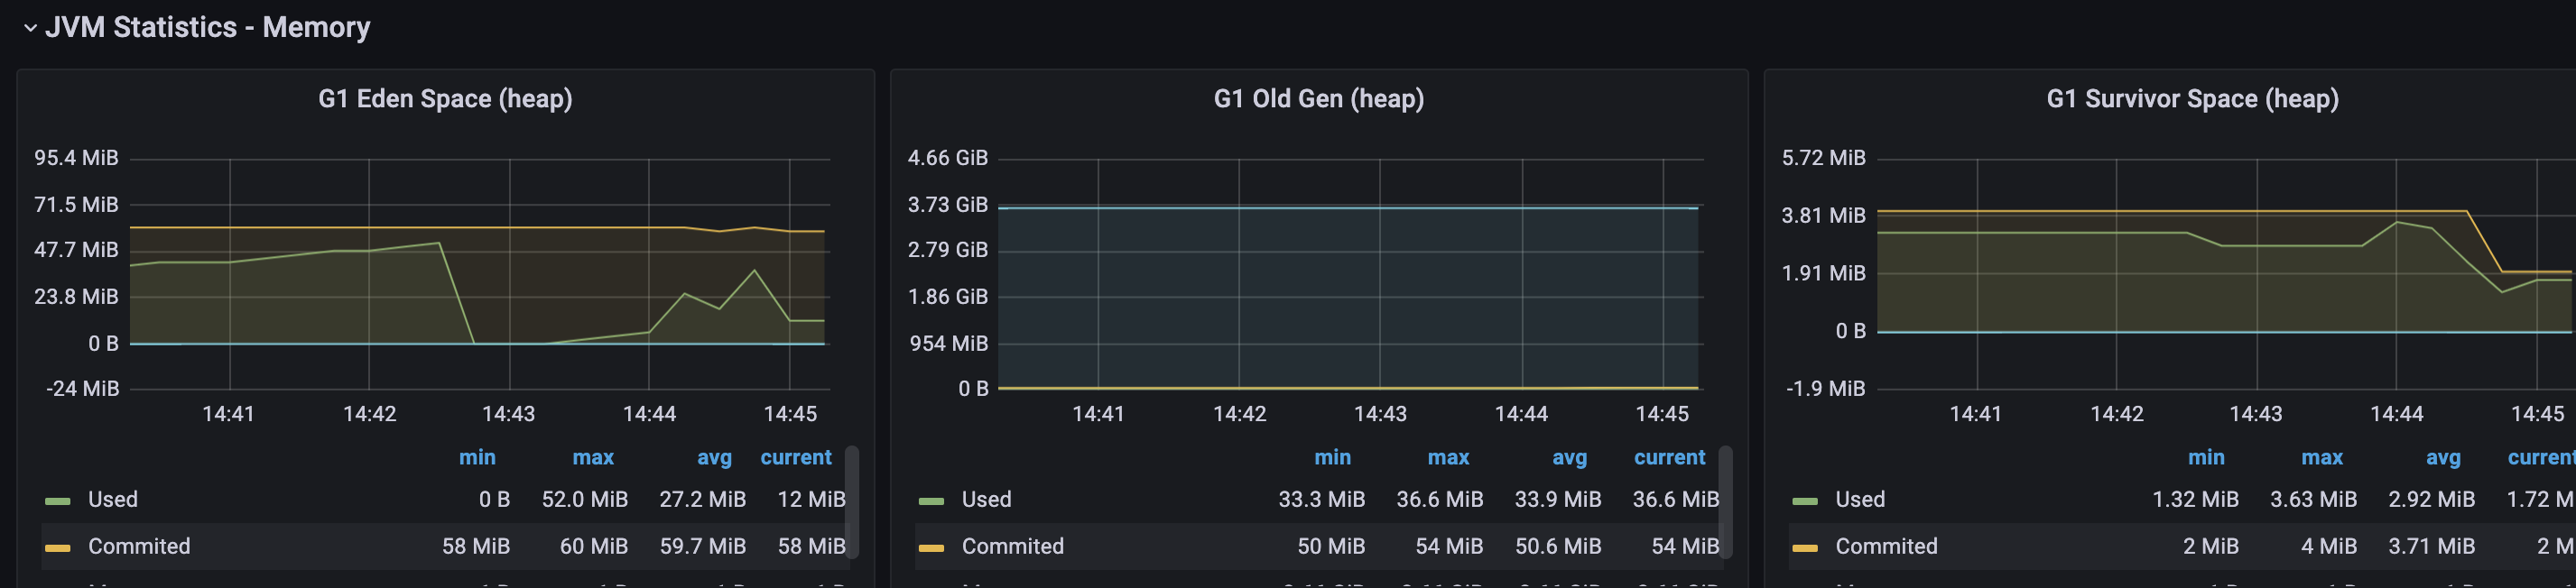 JVM Statistics - Memory
G1 Eden Space (heap)
95.4 MiB
71.5 MiB
47.7 MiB
23.8 MiB
0 B
-24 MiB
14:41 14:42 14:43 14:44 14:45
min max avg current
Used 0 B 52.0 MiB 27.2 MiB 12 MiB
Commited 58 MiB 60 MiB 59.7 MiB 58 MiB
G1 Old Gen (heap)
4.66 GiB
3.73 GiB
2.79 GiB
1.86 GiB
954 MiB
0 B
14:41 14:42 14:43 14:44 14:45
min max avg current
Used 33.3 MiB 36.6 MiB 33.9 MiB 36.6 MiB
Commited 50 MiB 54 MiB 50.6 MiB 54 MiB
G1 Survivor Space (heap)
5.72 MiB
3.81 MiB
1.91 MiB
0 B
-1.9 MiB
14:41 14:42 14:43 14:44 14:45
min max avg current
Used 1.32 MiB 3.63 MiB 2.92 MiB 1.72 M
Commited 2 MiB 4 MiB 3.71 MiB 2 M